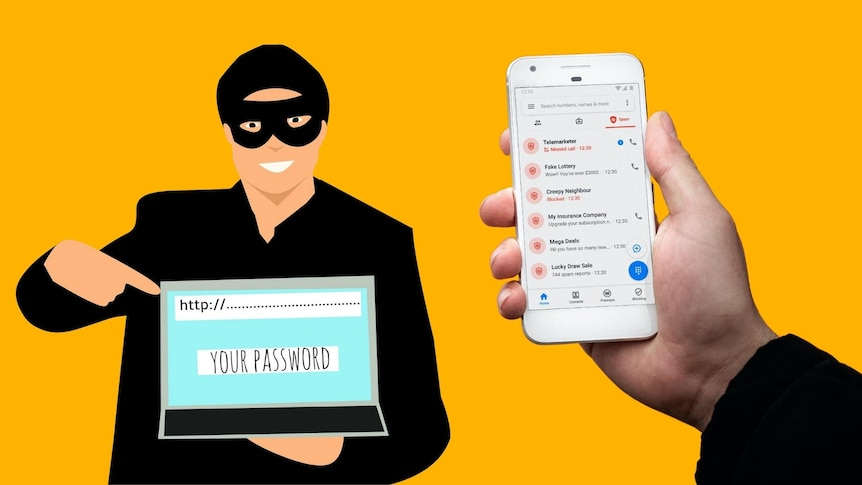 http://......................................
YOUR PASSWORD
12:30
Search numbers, names & more
Spam
Telemarketer
Missed call · 12:30
Fake Lottery
Wow!! You've won $3000.. · 12:30
Creepy Neighbour
Blocked · 12:30
My Insurance Company
Upgrade your subscription n.. · 12:30
Mega Deals
Hi! you have so many new... · 12:30
Lucky Draw Sale
744 spam reports · 12:30
Home Contacts Premium Blocking